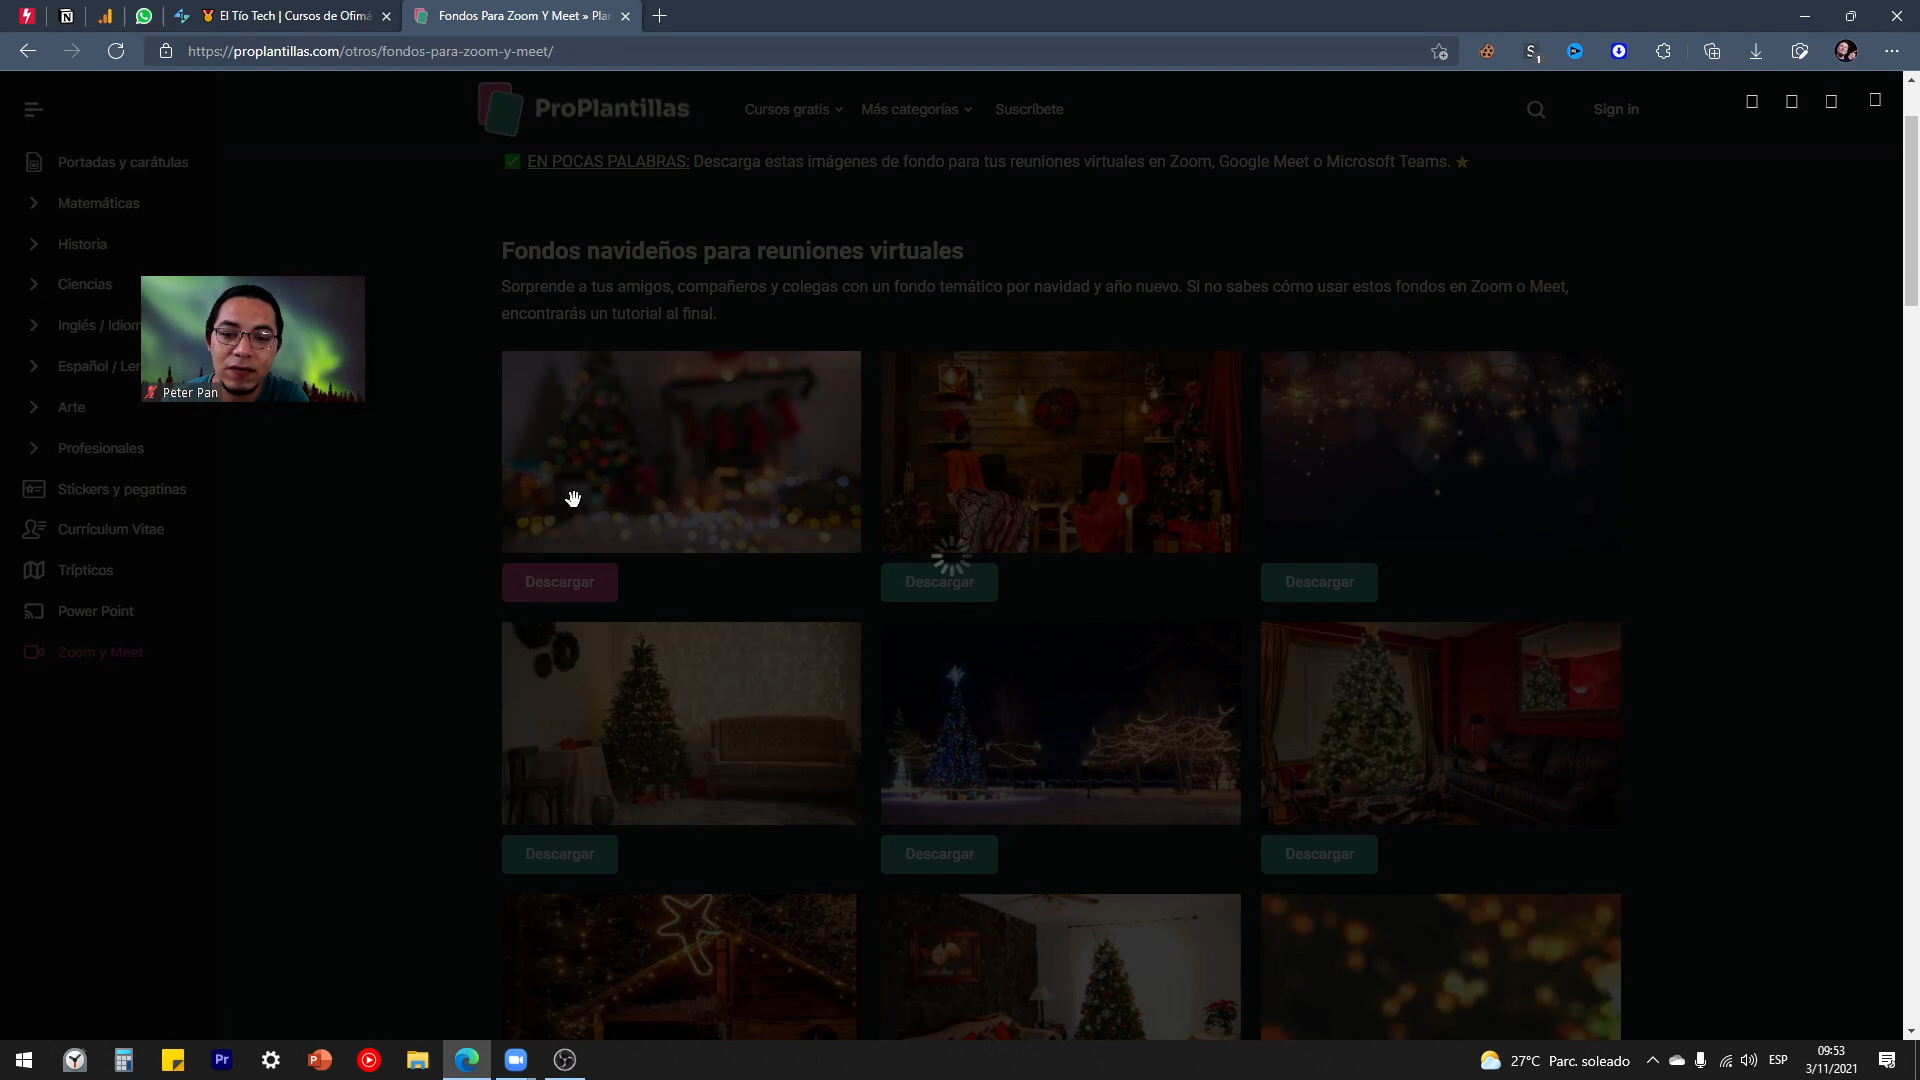 El Tío Tech | Cursos de Ofimá
Fondos Para Zoom Y Meet » Plan
https://proplantillas.com/otros/fondos-para-zoom-y-meet/
ProPlantillas
Cursos gratis
Más categorías
Suscríbete
Sign in
Portadas y carátulas
Matemáticas
Historia
Ciencias
Inglés / Idiom
Español / Ler
Arte
Profesionales
Stickers y pegatinas
Currículum Vitae
Trípticos
Power Point
Zoom y Meet
Peter Pan
EN POCAS PALABRAS: Descarga estas imágenes de fondo para tus reuniones virtuales en Zoom, Google Meet o Microsoft Teams.
Fondos navideños para reuniones virtuales
Sorprende a tus amigos, compañeros y colegas con un fondo temático por navidad y año nuevo. Si no sabes cómo usar estos fondos en Zoom o Meet,
encontrarás un tutorial al final.
Descargar
Descargar
Descargar
Descargar
Descargar
Descargar
Pr
27°C Parc. soleado
ESP
09:53
3/11/2021